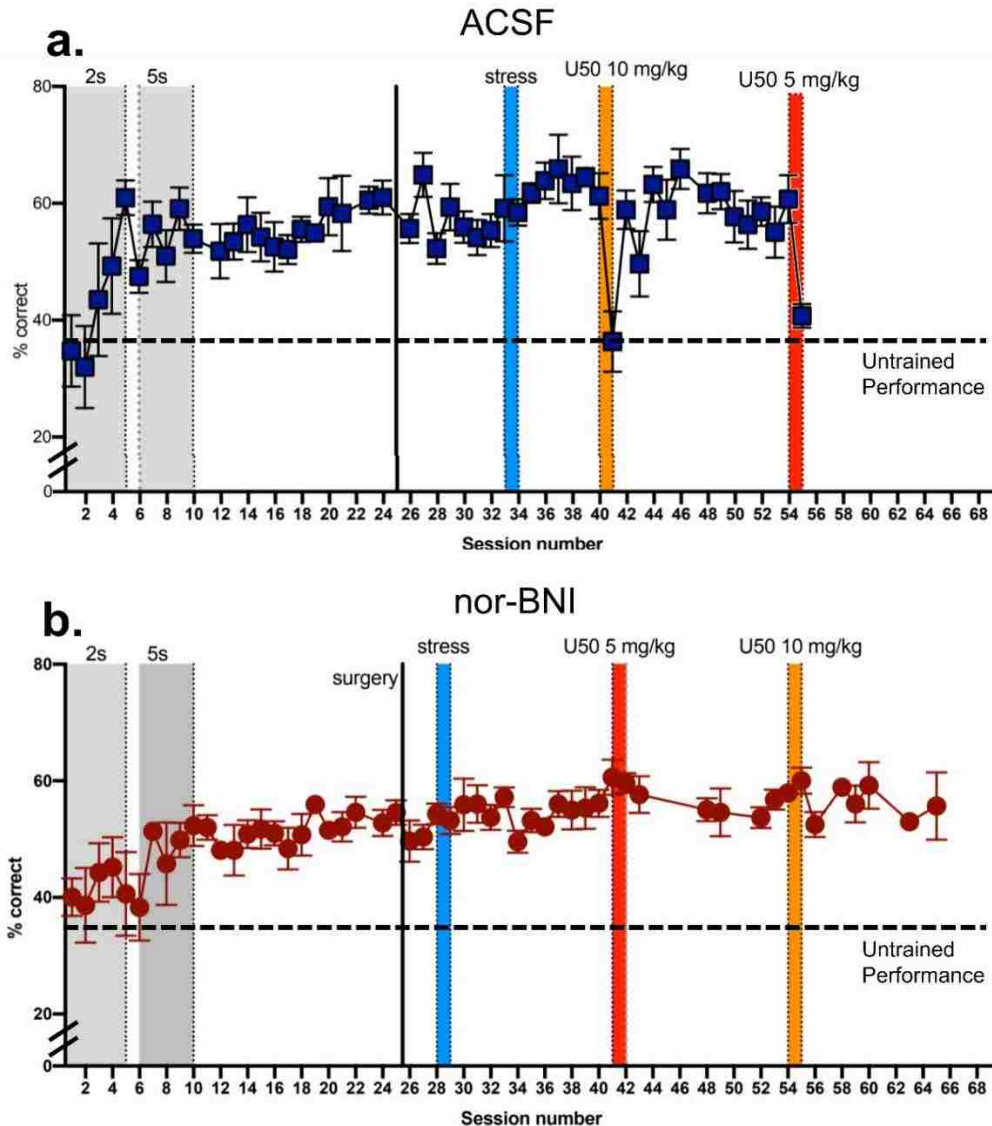 ACSF
a.
2s 5s stress U50 10 mg/kg U50 5 mg/kg
80
60
40
20
0
% correct
Untrained
Performance
2 4 6 8 10 12 14 16 18 20 22 24 26 28 30 32 34 36 38 40 42 44 46 48 50 52 54 56 58 60 62 64 66 68
Session number
nor-BNI
b.
2s 5s surgery stress U50 5 mg/kg U50 10 mg/kg
80
60
40
20
0
% correct
Untrained
Performance
2 4 6 8 10 12 14 16 18 20 22 24 26 28 30 32 34 36 38 40 42 44 46 48 50 52 54 56 58 60 62 64 66 68
Session number